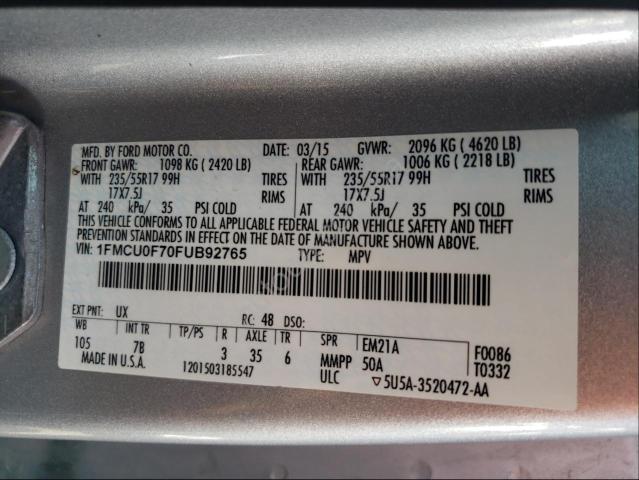 MFD. BY FORD MOTOR CO. DATE: 03/15 GVWR: 2096 KG ( 4620 LB)
FRONT GAWR: 1098 KG ( 2420 LB) REAR GAWR: 1006 KG ( 2218 LB)
WITH 235/55R17 99H TIRES WITH 235/55R17 99H TIRES
17X7.5J RIMS 17X7.5J RIMS
AT 240 kPa/ 35 PSI COLD AT 240 kPa/ 35 PSI COLD
THIS VEHICLE CONFORMS TO ALL APPLICABLE FEDERAL MOTOR VEHICLE SAFETY AND THEFT
PREVENTION STANDARDS IN EFFECT ON THE DATE OF MANUFACTURE SHOWN ABOVE.
VIN: 1FMCU0F70FUB92765 TYPE: MPV
EXT PNT: UX RC: 48 DSO:
WB INT TR TP/PS R AXLE TR SPR EM21A F0086
105 7B 3 35 6 MMPP 50A T0332
MADE IN U.S.A. 1201503185547 ULC 5U5A-3520472-AA